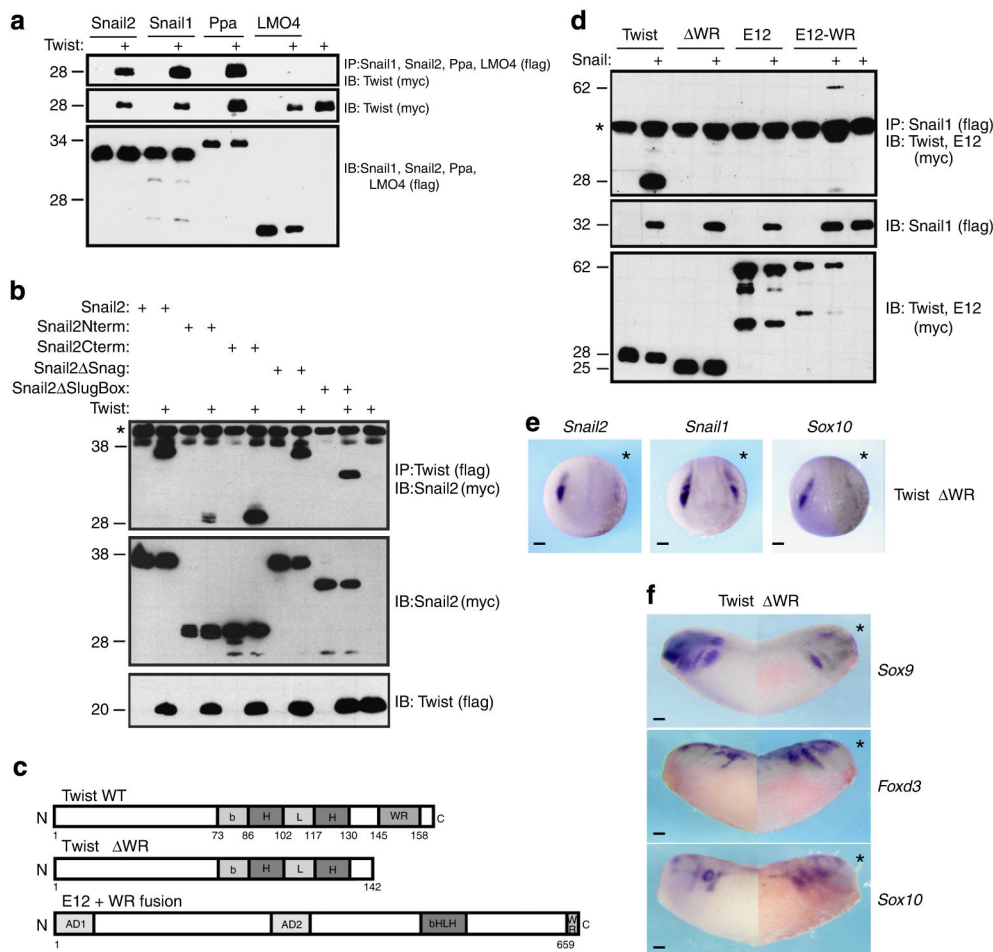 a
Snail2 Snail1 Ppa LMO4
Twist: + + + + +
28
IP:Snail1, Snail2, Ppa, LMO4 (flag)
IB: Twist (myc)
28
IB: Twist (myc)
34
28
IB:Snail1, Snail2, Ppa,
LMO4 (flag)
b
Snail2: + +
Snail2Nterm: + +
Snail2Cterm: + +
Snail2ΔSnag: + +
Snail2ΔSlugBox: + +
Twist: + + + + + +
*
38
28
IP:Twist (flag)
IB:Snail2 (myc)
38
28
IB:Snail2 (myc)
20
IB: Twist (flag)
c
Twist WT
N b H L H WR C
1 73 86 102 117 130 145 158
Twist ΔWR
N b H L H
1 142
E12 + WR fusion
N AD1 AD2 bHLH WR C
1 659
d
Twist ΔWR E12 E12-WR
Snail: + + + + +
62
*
28
IP: Snail1 (flag)
IB: Twist, E12
(myc)
32
IB: Snail1 (flag)
62
28
25
IB: Twist, E12
(myc)
e
Snail2 Snail1 Sox10
* * *
Twist ΔWR
f
Twist ΔWR
*
Sox9
*
Foxd3
*
Sox10